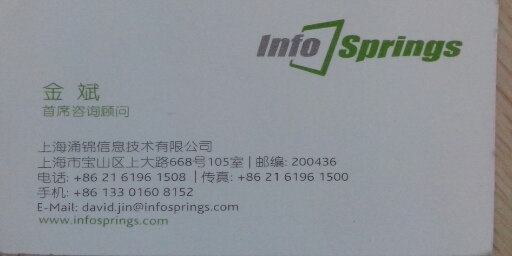 Info Springs
金 斌
首席咨询顾问
上海涌锦信息技术有限公司
上海市宝山区上大路668号105室 | 邮编: 200436
电话: +86 21 6196 1508 | 传真: +86 21 6196 1500
手机: +86 133 0160 8152
E-Mail: david.jin@infosprings.com
www.infosprings.com